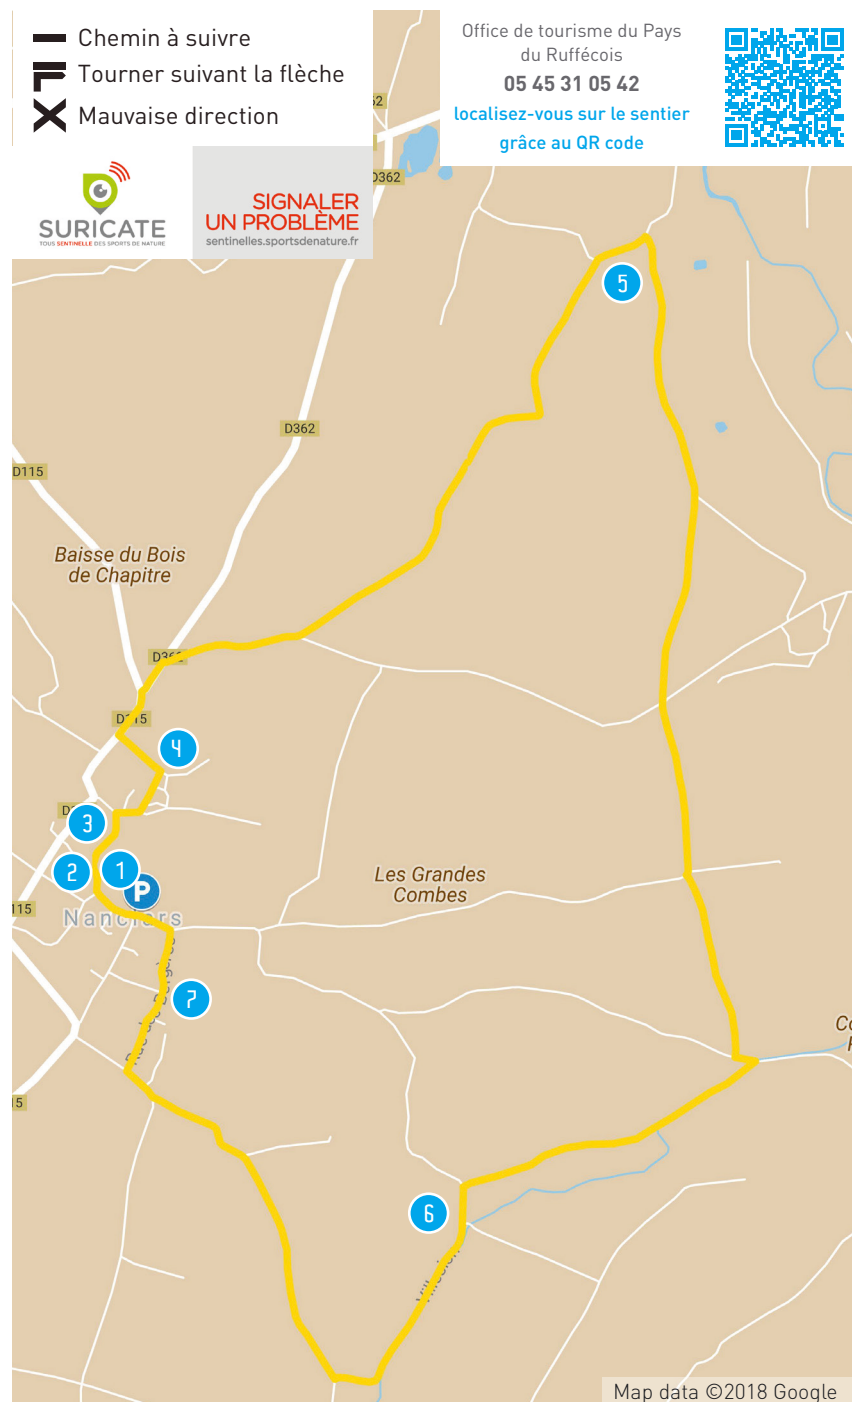 Chemin à suivre
Tourner suivant la flèche
Mauvaise direction
Office de tourisme du Pays
du Ruffécois
05 45 31 05 42
localisez-vous sur le sentier
grâce au QR code
SURICATE
TOUS SENTINELLE DES SPORTS DE NATURE
SIGNALER
UN PROBLÈME
sentinelles.sportsdenature.fr
D362
5
D362
D115
Baisse du Bois
de Chapitre
D362
D115
4
3
2
1
P
Nanclars
Les Grandes
Combes
7
6
Map data ©2018 Google